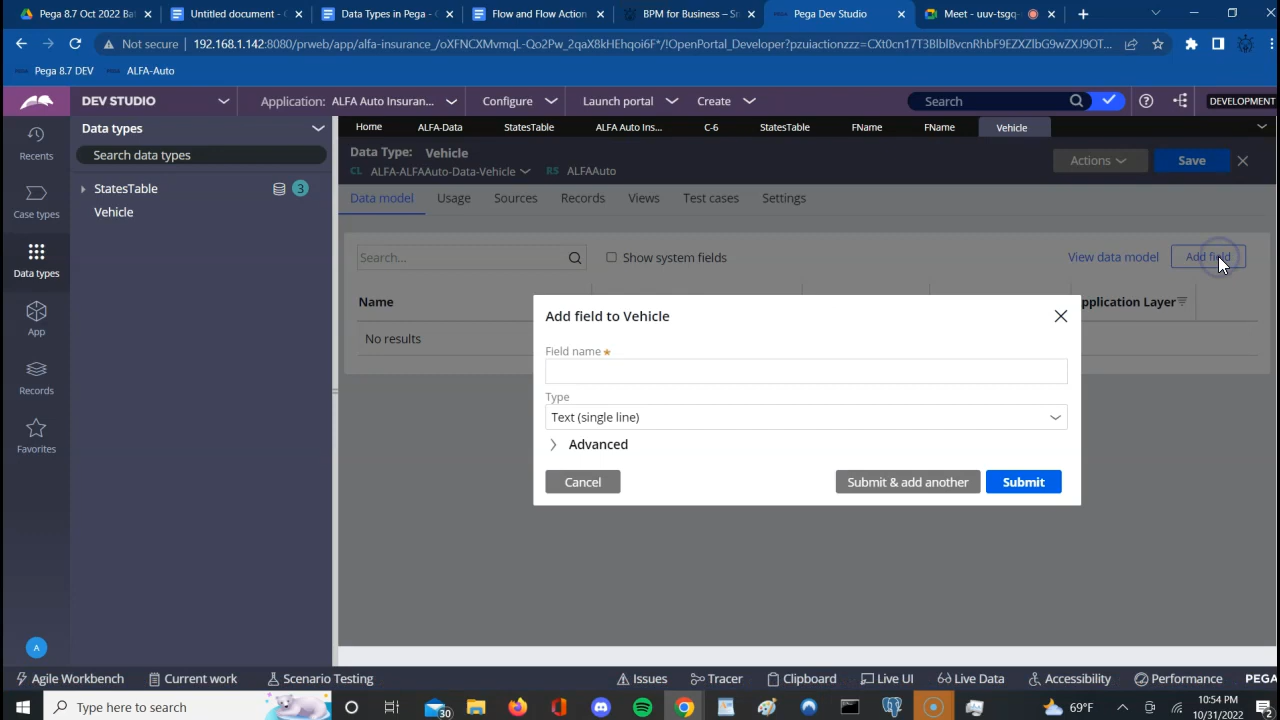 Pega 8.7 Oct 2022 Bat
Untitled document - G
Data Types in Pega - G
Flow and Flow Action
BPM for Business – Sn
Pega Dev Studio
Meet - uuv-tsgq
Not secure
192.168.1.142:8080/prweb/app/alfa-insurance_/oXFNCXMvmqL-Qo2Pw_2qaX8kHEhqoi6F*/!OpenPortal_Developer?pzuiactionzzz=CXt0cn17T3BlblBvcnRhbF9EZXZlbG9wZXJ9OT...
Pega 8.7 DEV
ALFA-Auto
DEV STUDIO
Application: ALFA Auto Insuran...
Configure
Launch portal
Create
Search
DEVELOPMENT
Recents
Case types
Data types
App
Records
Favorites
A
Data types
Search data types
StatesTable
3
Vehicle
Home
ALFA-Data
StatesTable
ALFA Auto Ins...
C-6
StatesTable
FName
FName
Vehicle
Data Type: Vehicle
CL ALFA-ALFAAuto-Data-Vehicle
RS ALFAAuto
Actions
Save
Data model
Usage
Sources
Records
Views
Test cases
Settings
Search...
Show system fields
View data model
Add field
Name
pplication Layer
No results
Add field to Vehicle
Field name
Type
Text (single line)
Advanced
Cancel
Submit & add another
Submit
Agile Workbench
Current work
Scenario Testing
Issues
Tracer
Clipboard
Live UI
Live Data
Accessibility
Performance
PEGA
Type here to search
30
69°F
10:54 PM
10/31/2022